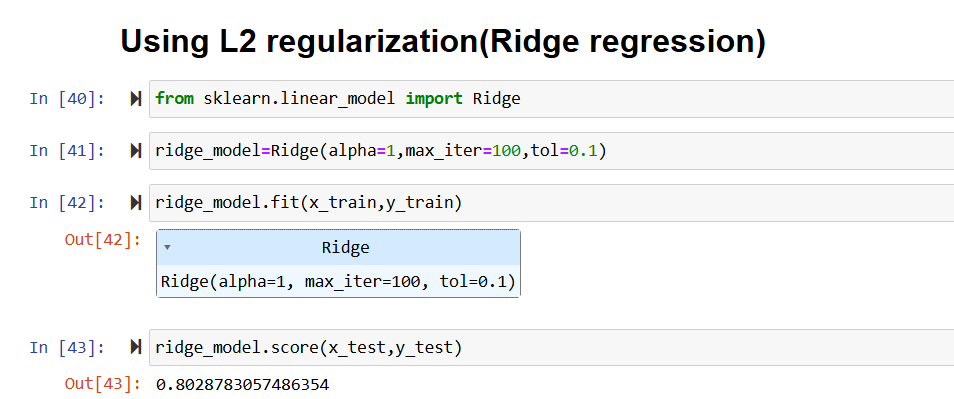 Using L2 regularization(Ridge regression)
In [40]: from sklearn.linear_model import Ridge
In [41]: ridge_model=Ridge(alpha=1,max_iter=100,tol=0.1)
In [42]: ridge_model.fit(x_train,y_train)
Out[42]: Ridge
Ridge(alpha=1, max_iter=100, tol=0.1)
In [43]: ridge_model.score(x_test,y_test)
Out[43]: 0.8028783057486354